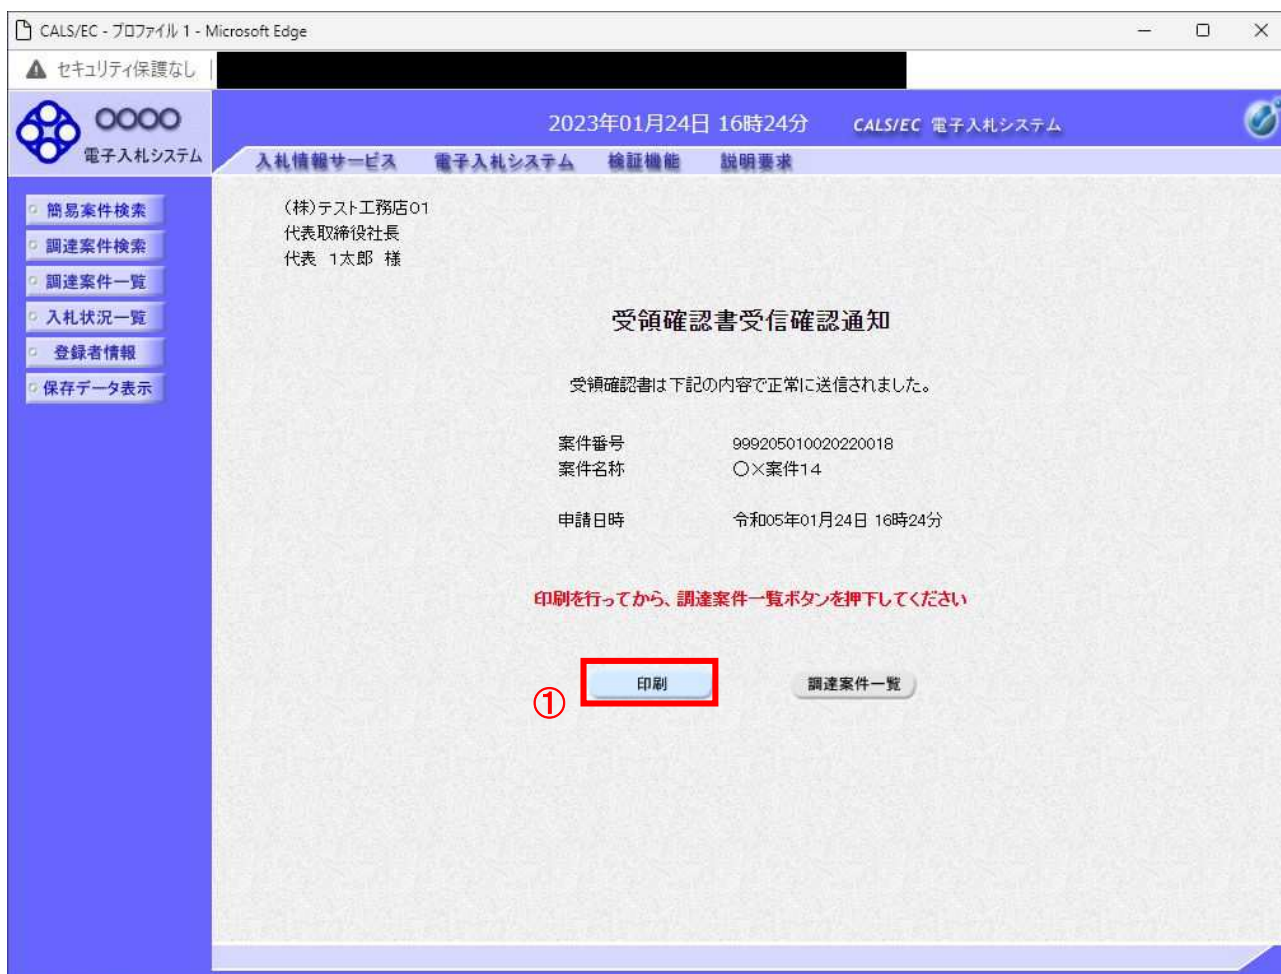 CALS/EC - プロファイル 1 - Microsoft Edge
セキュリティ保護なし
〇〇〇〇
電子入札システム
2023年01月24日 16時24分 CALS/EC 電子入札システム
入札情報サービス 電子入札システム 検証機能 説明要求
簡易案件検索
調達案件検索
調達案件一覧
入札状況一覧
登録者情報
保存データ表示
(株)テスト工務店01
代表取締役社長
代表 1太郎 様
受領確認書受信確認通知
受領確認書は下記の内容で正常に送信されました。
案件番号 999205010020220018
案件名称 〇×案件14
申請日時 令和05年01月24日 16時24分
印刷を行ってから、調達案件一覧ボタンを押下してください
① 印刷 調達案件一覧